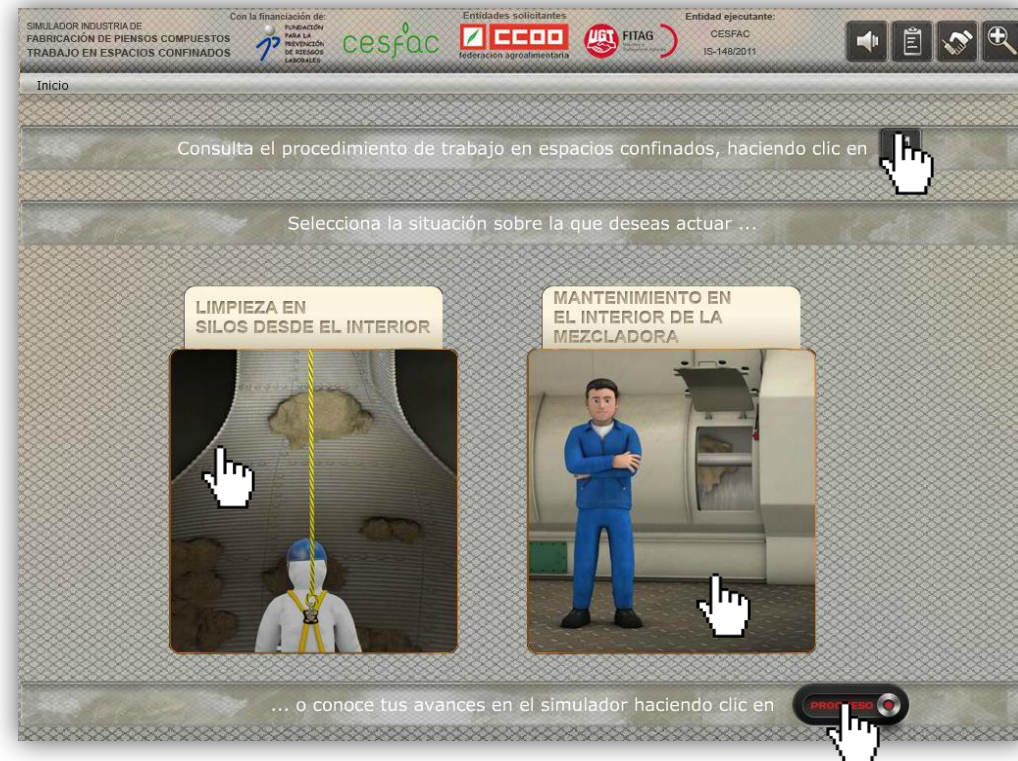 SIMULADOR INDUSTRIA DE
FABRICACIÓN DE PIENSOS COMPUESTOS
TRABAJO EN ESPACIOS CONFINADOS
Con la financiación de:
FUNDACIÓN
PARA LA
PREVENCIÓN
DE RIESGOS
LABORALES
cesfac
Entidades solicitantes
CCOO
federación agroalimentaria
UGT FITAG
Entidad ejecutante:
CESFAC
IS-148/2011
Inicio
Consulta el procedimiento de trabajo en espacios confinados, haciendo clic en
Selecciona la situación sobre la que deseas actuar ...
LIMPIEZA EN
SILOS DESDE EL INTERIOR
MANTENIMIENTO EN
EL INTERIOR DE LA
MEZCLADORA
... o conoce tus avances en el simulador haciendo clic en